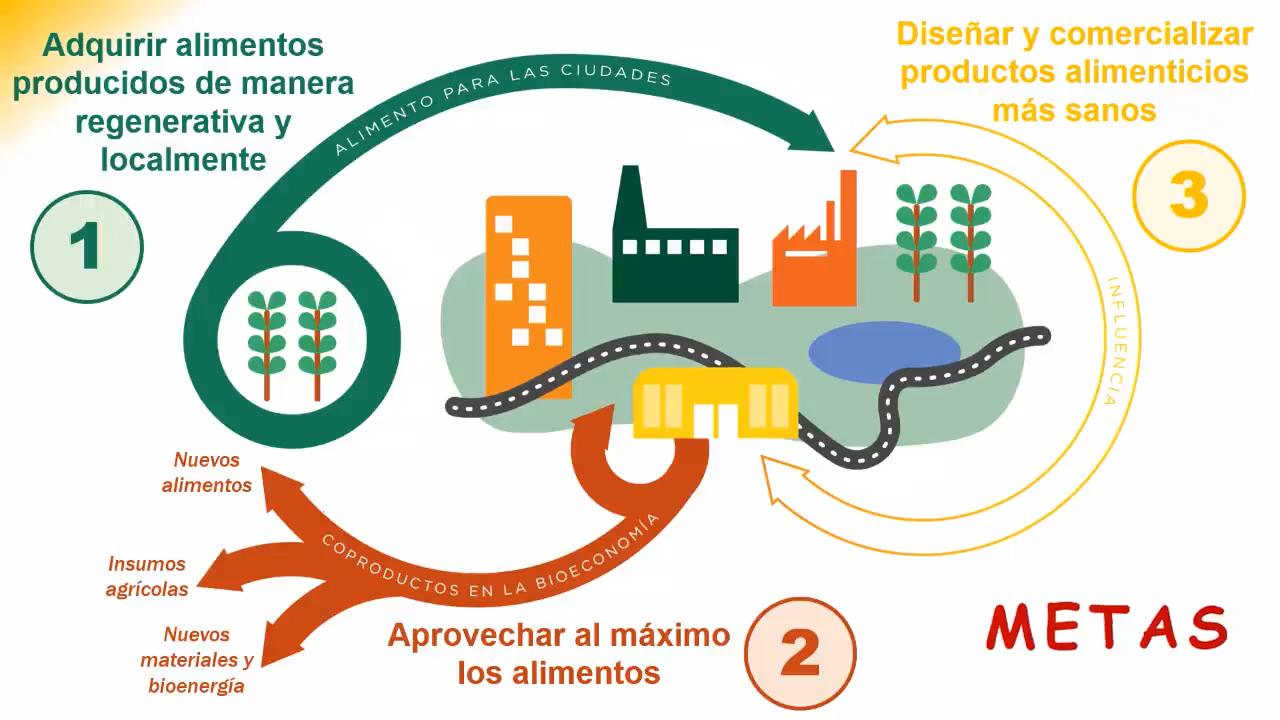 Adquirir alimentos
producidos de manera
regenerativa y
localmente
1
ALIMENTO PARA LAS CIUDADES
Diseñar y comercializar
productos alimenticios
más sanos
3
INFLUENCIA
Nuevos
alimentos
Insumos
agrícolas
Nuevos
materiales y
bioenergía
COPRODUCTOS EN LA BIOECONOMÍA
Aprovechar al máximo
los alimentos
2
METAS